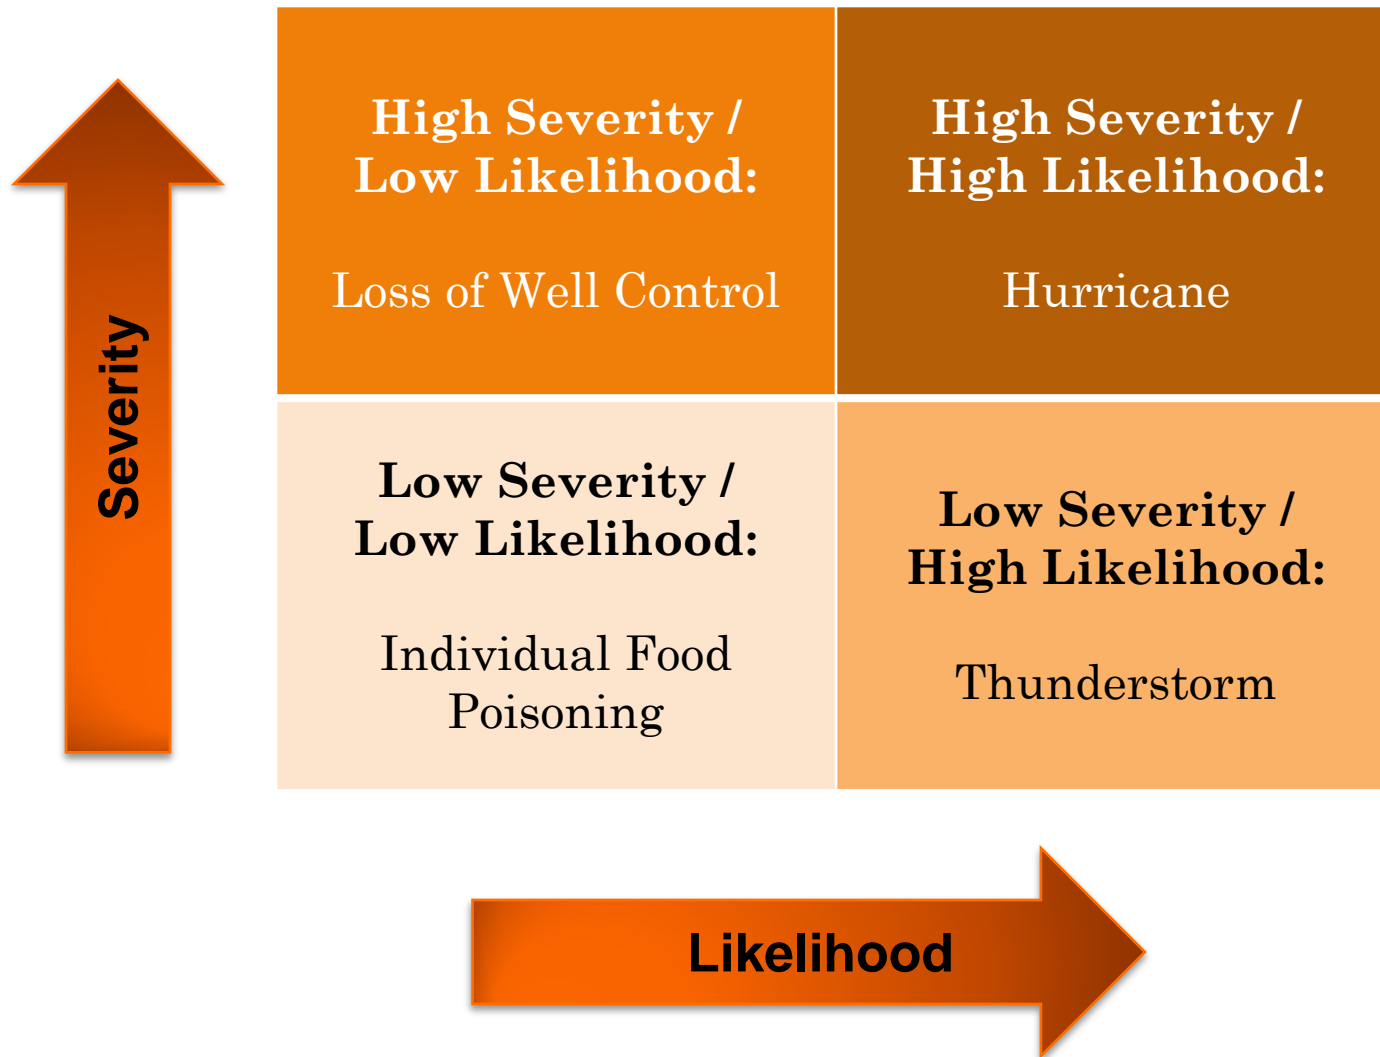 Severity
High Severity /
Low Likelihood:
Loss of Well Control
High Severity /
High Likelihood:
Hurricane
Low Severity /
Low Likelihood:
Individual Food
Poisoning
Low Severity /
High Likelihood:
Thunderstorm
Likelihood